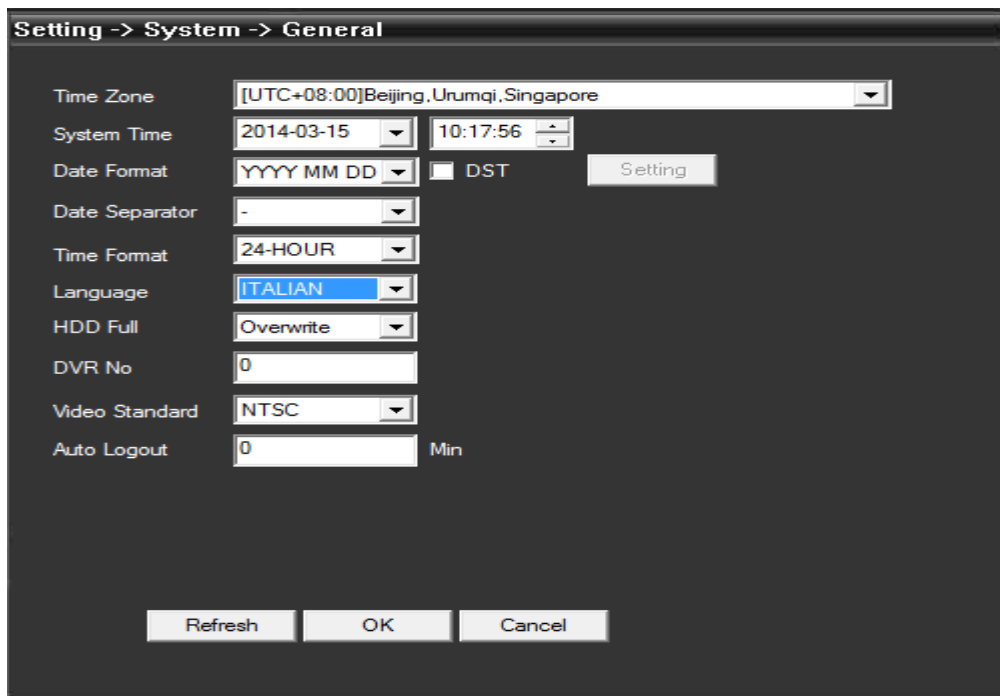 Setting -> System -> General
Time Zone [UTC+08:00]Beijing,Urumqi,Singapore
System Time 2014-03-15 10:17:56
Date Format YYYY MM DD DST Setting
Date Separator -
Time Format 24-HOUR
Language ITALIAN
HDD Full Overwrite
DVR No 0
Video Standard NTSC
Auto Logout 0 Min
Refresh OK Cancel